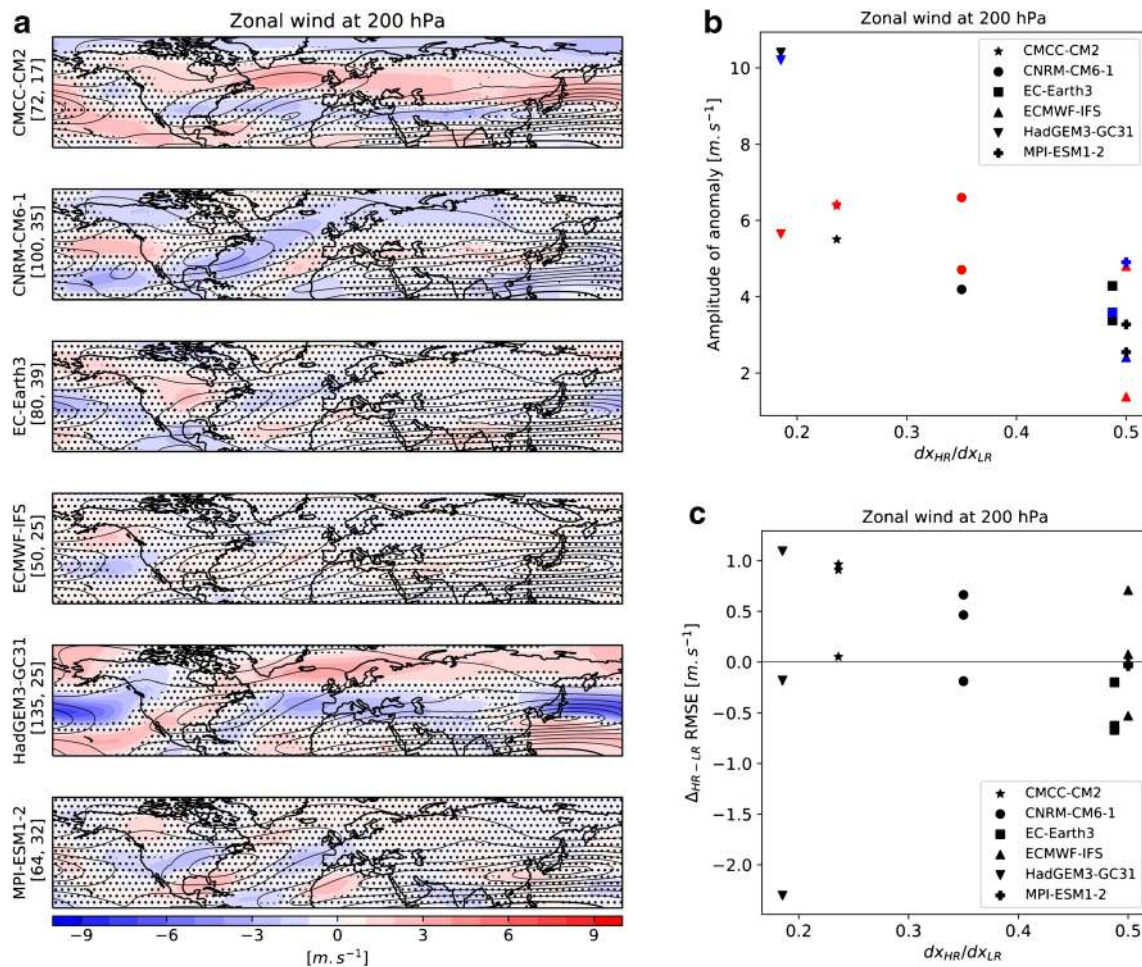 a
Zonal wind at 200 hPa
CMCC-CM2
[72, 17]
CNRM-CM6-1
[100, 35]
EC-Earth3
[80, 39]
ECMWF-IFS
[50, 25]
HadGEM3-GC31
[135, 25]
MPI-ESM1-2
[64, 32]
−9 −6 −3 0 3 6 9
[m.s⁻¹]
b
Zonal wind at 200 hPa
Amplitude of anomaly [m.s⁻¹]
10
8
6
4
2
CMCC-CM2
CNRM-CM6-1
EC-Earth3
ECMWF-IFS
HadGEM3-GC31
MPI-ESM1-2
0.2 0.3 0.4 0.5
dx_HR/dx_LR
c
Zonal wind at 200 hPa
Δ_HR−LR RMSE [m.s⁻¹]
1.0
0.5
0.0
−0.5
−1.0
−1.5
−2.0
CMCC-CM2
CNRM-CM6-1
EC-Earth3
ECMWF-IFS
HadGEM3-GC31
MPI-ESM1-2
0.2 0.3 0.4 0.5
dx_HR/dx_LR